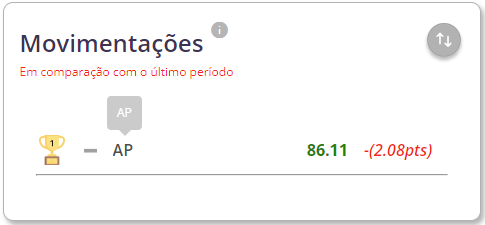 Movimentações i
Em comparação com o último período
AP
1 AP 86.11 -(2.08pts)